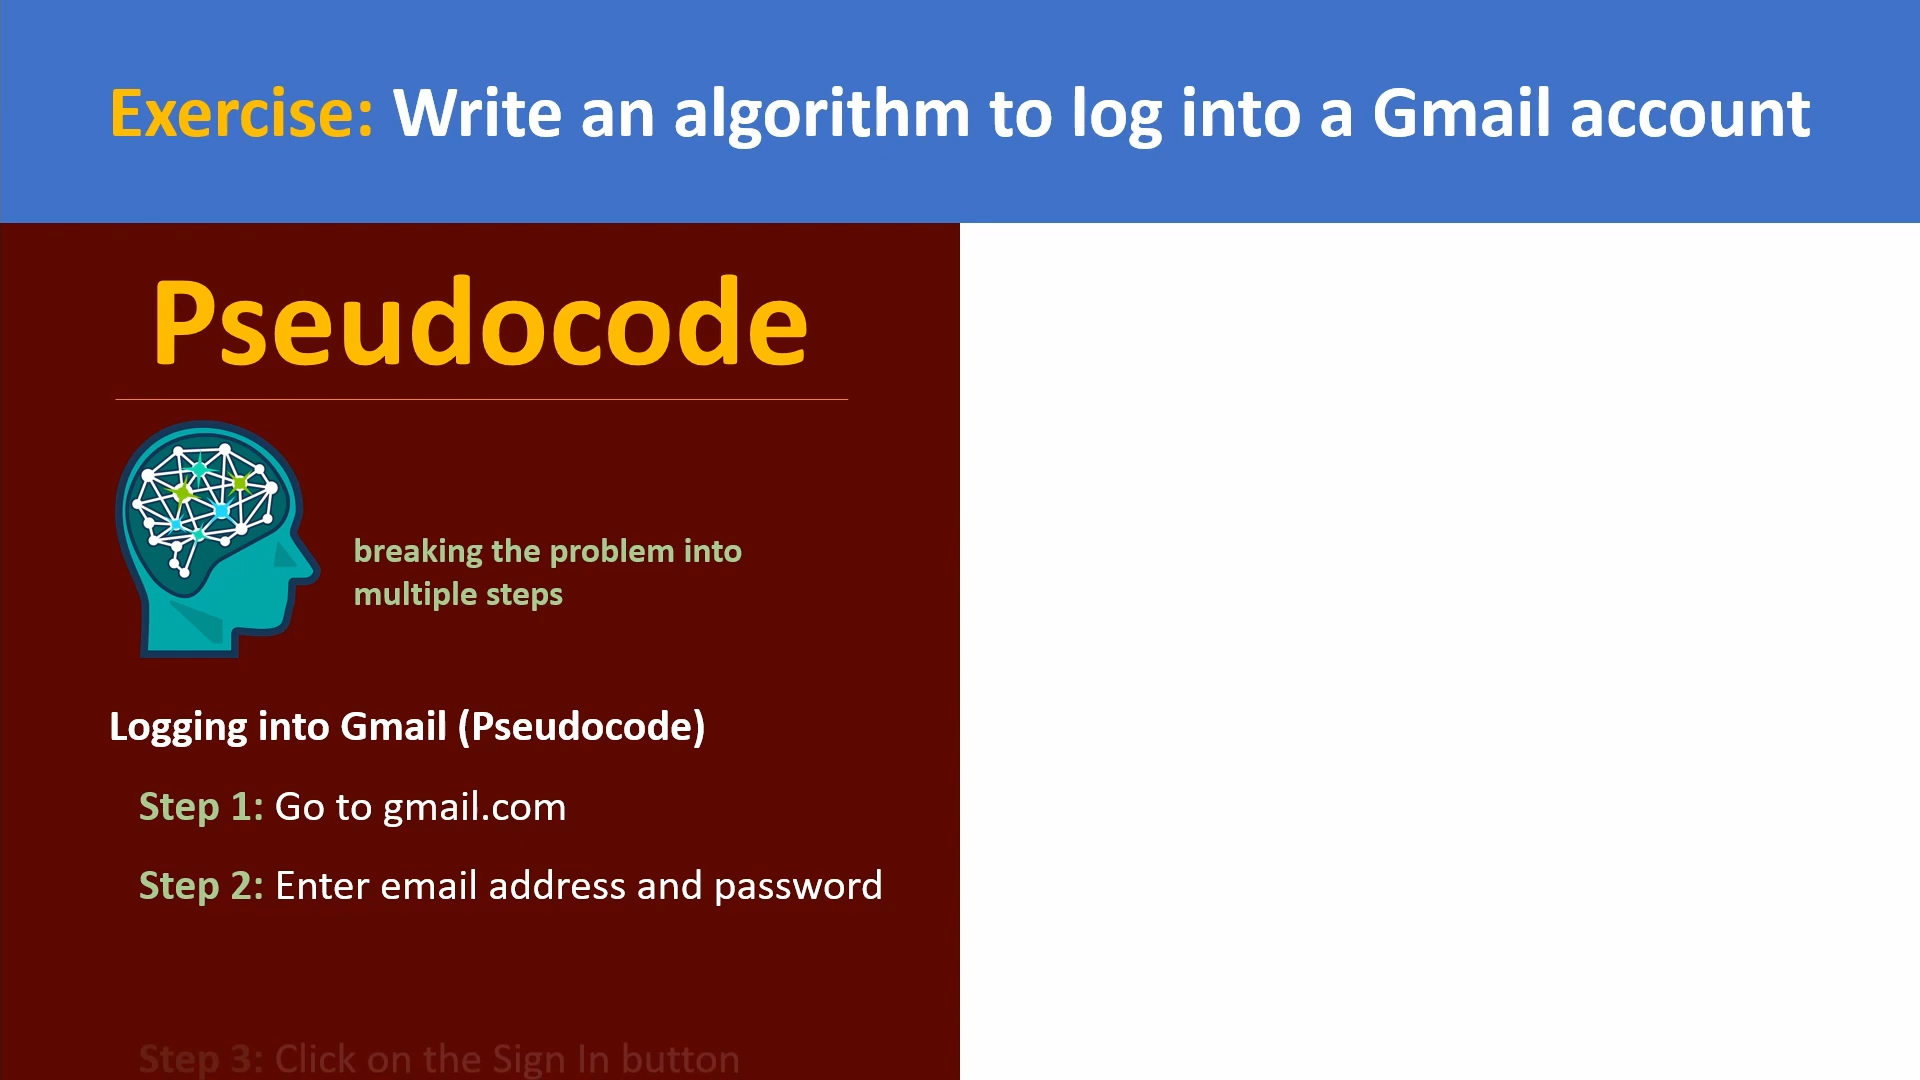 Exercise: Write an algorithm to log into a Gmail account
Pseudocode
breaking the problem into
multiple steps
Logging into Gmail (Pseudocode)
Step 1: Go to gmail.com
Step 2: Enter email address and password
Step 3: Click on the Sign In button